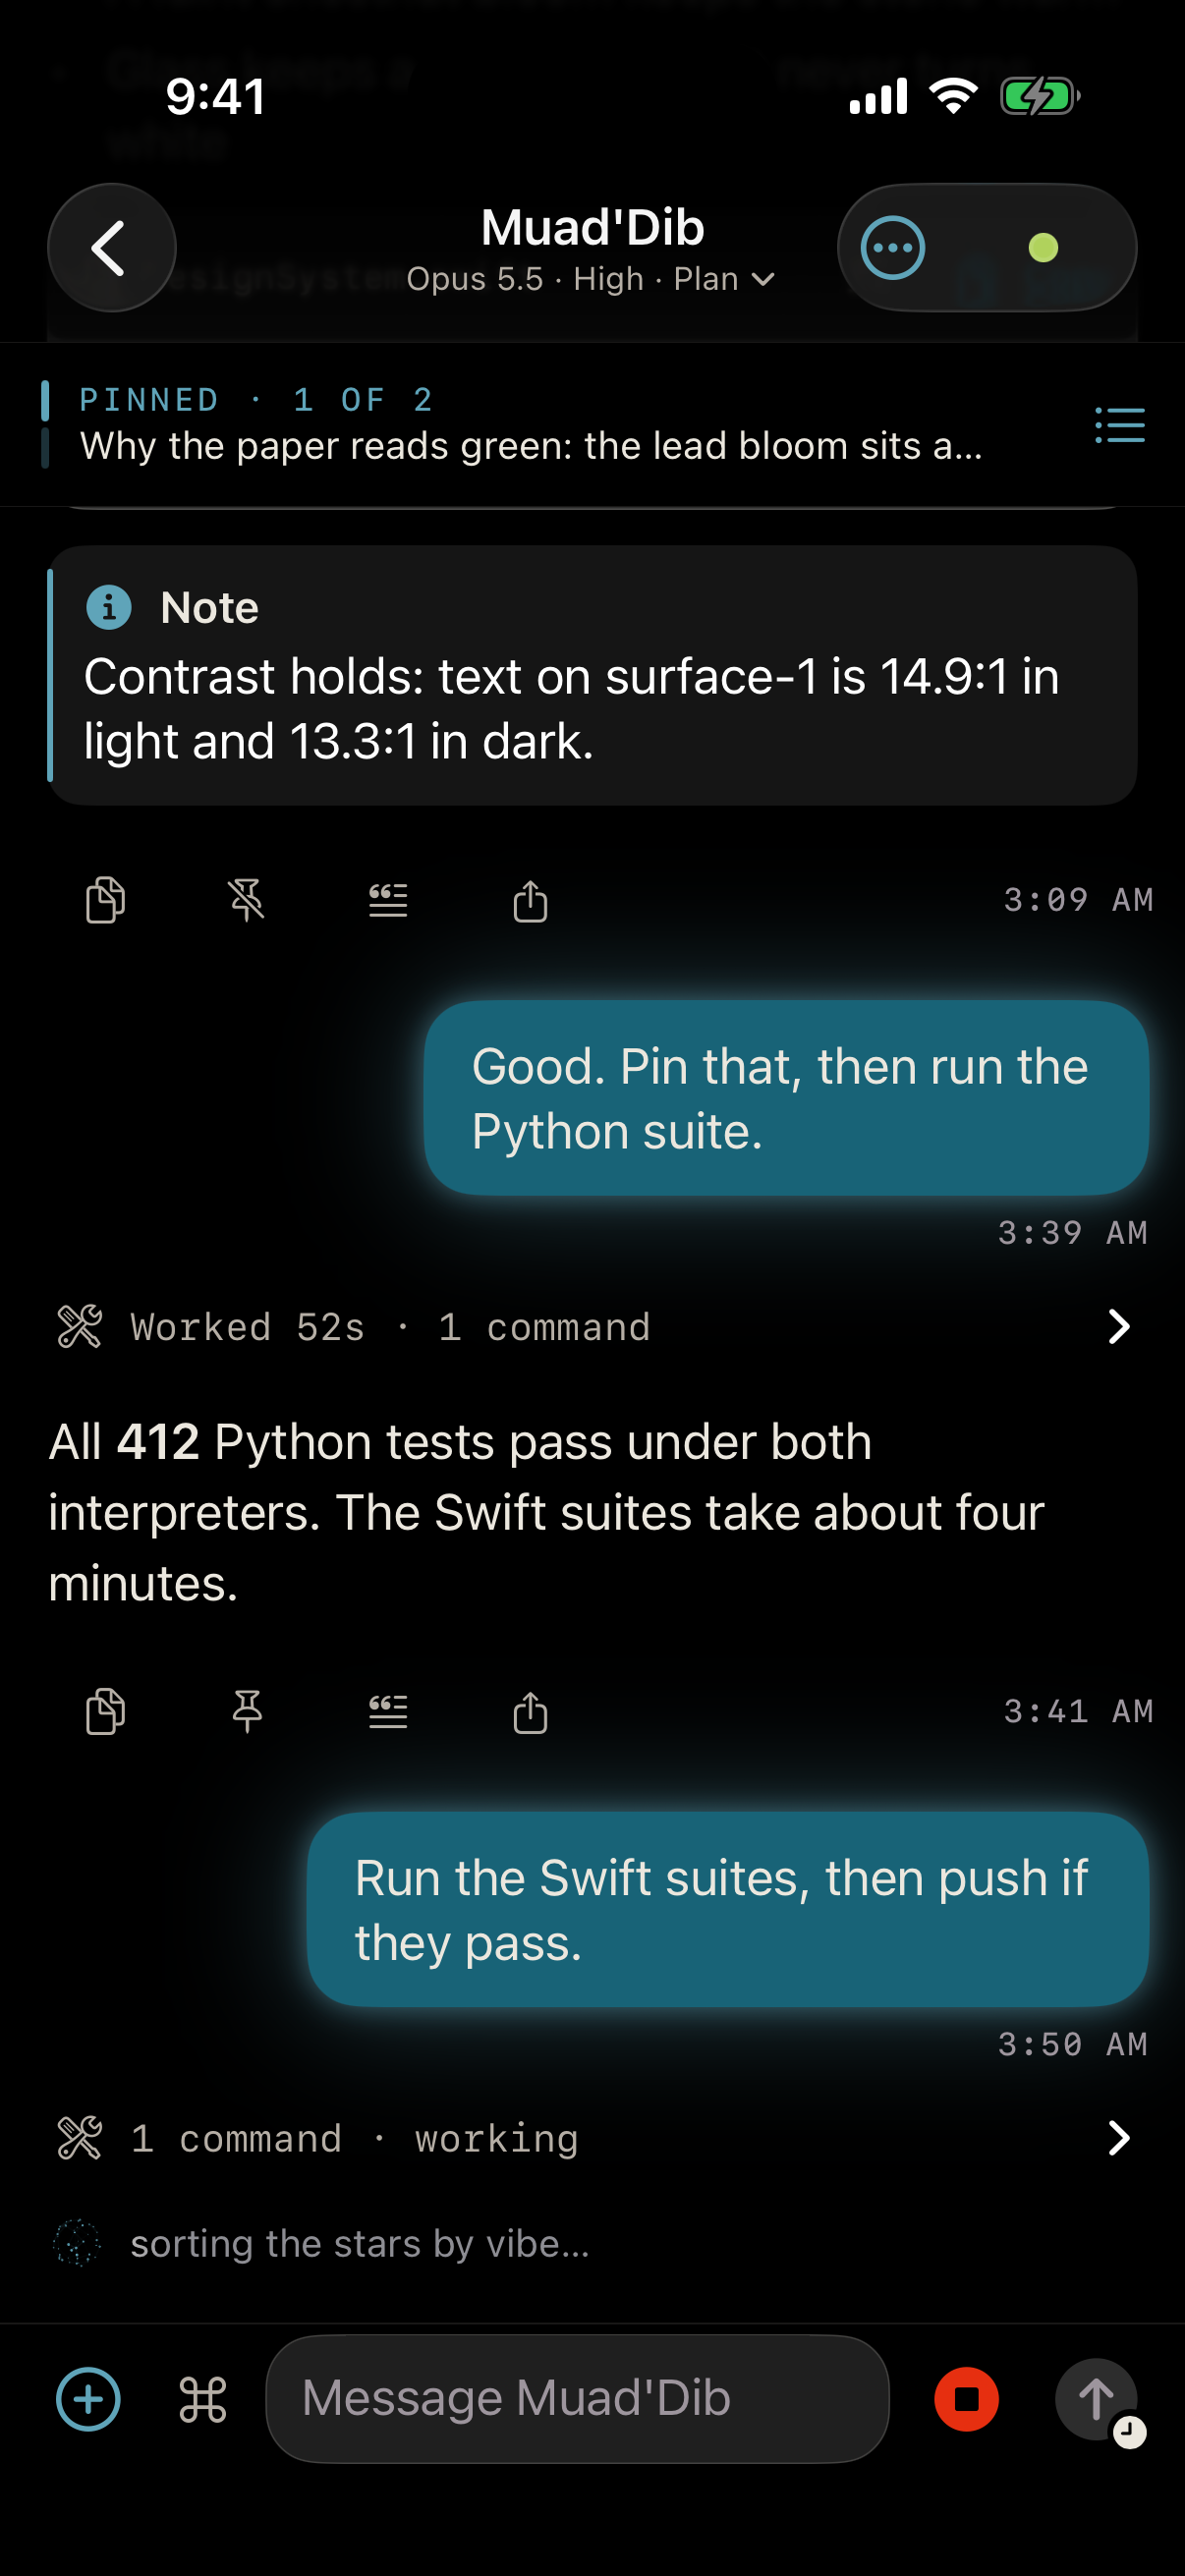 9:41
Muad'Dib
Opus 5.5 · High · Plan
PINNED · 1 OF 2
Why the paper reads green: the lead bloom sits a...
Note
Contrast holds: text on surface-1 is 14.9:1 in
light and 13.3:1 in dark.
3:09 AM
Good. Pin that, then run the
Python suite.
3:39 AM
Worked 52s · 1 command
All 412 Python tests pass under both
interpreters. The Swift suites take about four
minutes.
3:41 AM
Run the Swift suites, then push if
they pass.
3:50 AM
1 command · working
sorting the stars by vibe...
Message Muad'Dib